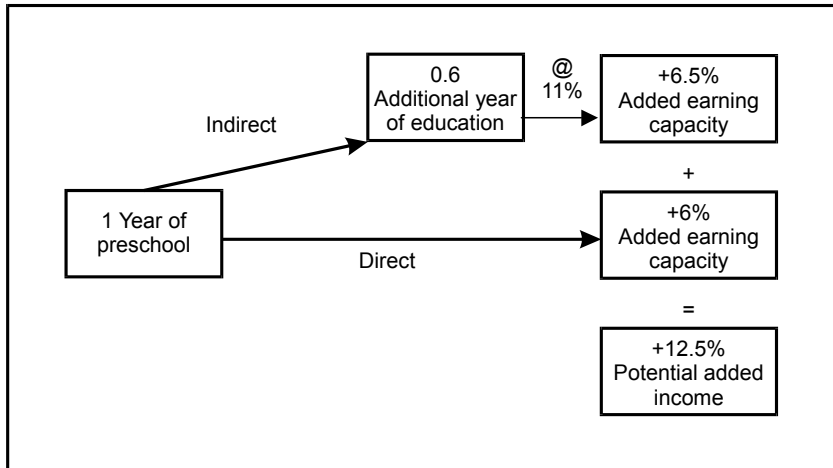 0.6
Additional year
of education
@
11%
+6.5%
Added earning
capacity
Indirect
+
1 Year of
preschool
Direct
+6%
Added earning
capacity
=
+12.5%
Potential added
income